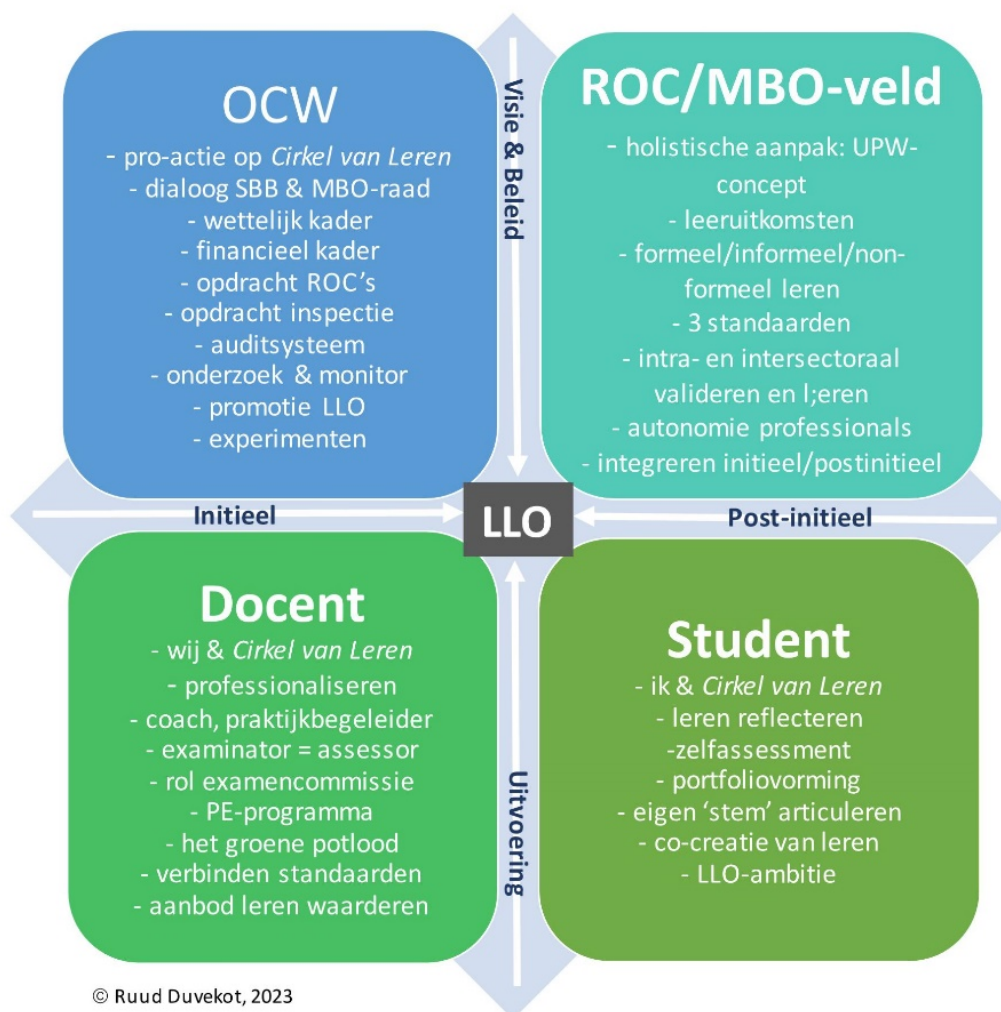 OCW
- pro-actie op Cirkel van Leren
- dialoog SBB & MBO-raad
- wettelijk kader
- financieel kader
- opdracht ROC's
- opdracht inspectie
- auditsysteem
- onderzoek & monitor
- promotie LLO
- experimenten
Visie & Beleid
ROC/MBO-veld
- holistische aanpak: UPW-
concept
- leeruitkomsten
- formeel/informeel/non-
formeel leren
- 3 standaarden
- intra- en intersectoraal
valideren en l;eren
- autonomie professionals
- integreren initieel/postinitieel
Initieel
LLO
Post-initieel
Docent
- wij & Cirkel van Leren
- professionaliseren
- coach, praktijkbegeleider
- examinator = assessor
- rol examencommissie
- PE-programma
- het groene potlood
- verbinden standaarden
- aanbod leren waarderen
Uitvoering
Student
- ik & Cirkel van Leren
- leren reflecteren
-zelfassessment
- portfoliovorming
- eigen ‘stem’ articuleren
- co-creatie van leren
- LLO-ambitie
© Ruud Duvekot, 2023